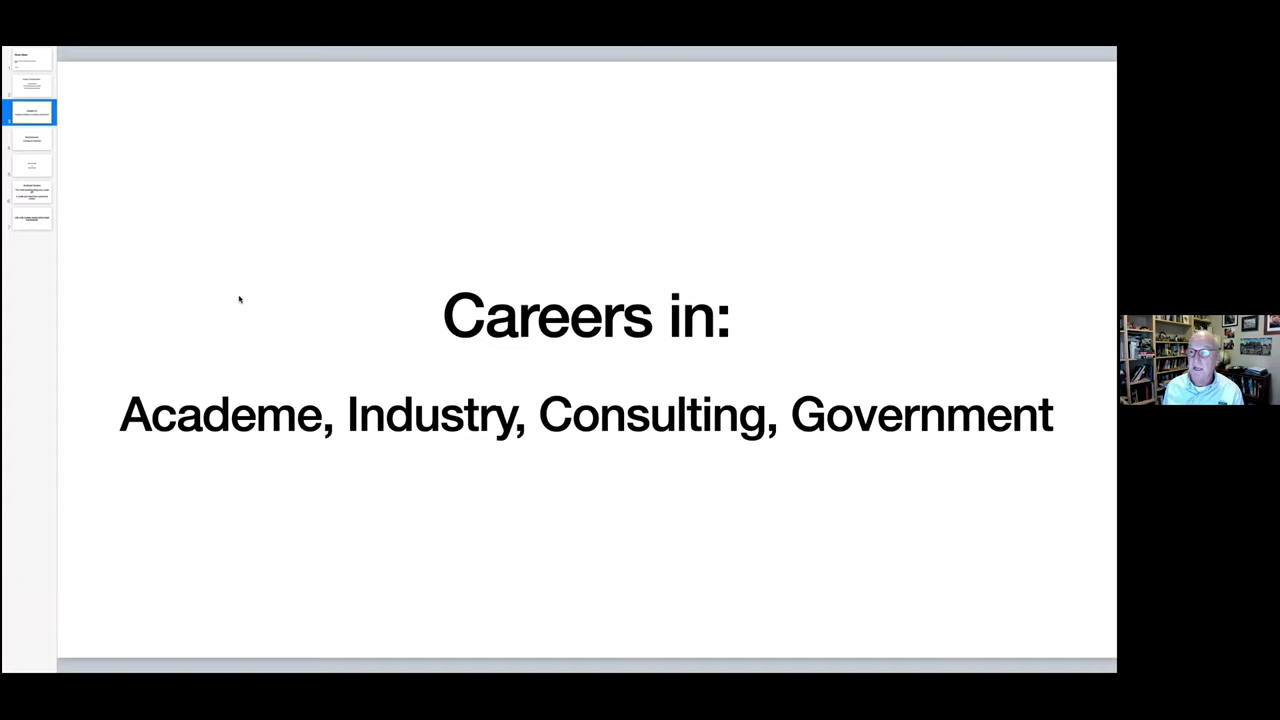 Careers in:
Academe, Industry, Consulting, Government